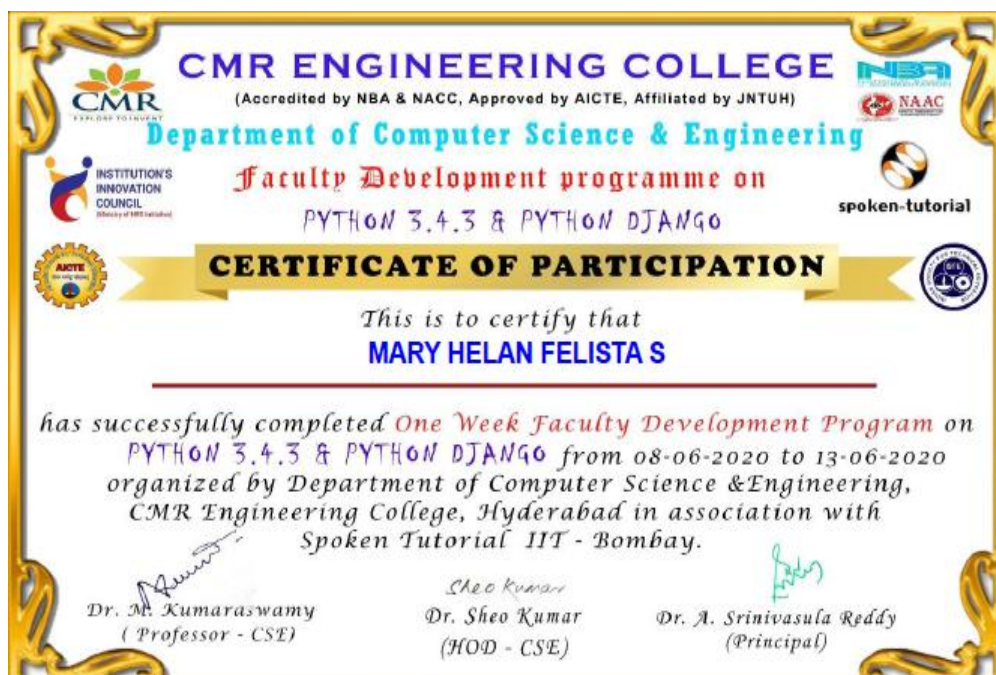 CMR ENGINEERING COLLEGE
(Accredited by NBA & NACC, Approved by AICTE, Affiliated by JNTUH)
CMR
EXPLORE TO INVENT
NBA
NAAC
Department of Computer Science & Engineering
INSTITUTION'S
INNOVATION
COUNCIL
Faculty Development programme on
spoken-tutorial
PYTHON 3.4.3 & PYTHON DJANGO
AICTE
CERTIFICATE OF PARTICIPATION
This is to certify that
MARY HELAN FELISTA S
has successfully completed One Week Faculty Development Program on
PYTHON 3.4.3 & PYTHON DJANGO from 08-06-2020 to 13-06-2020
organized by Department of Computer Science &Engineering,
CMR Engineering College, Hyderabad in association with
Spoken Tutorial IIT - Bombay.
Sheo Kumar
Dr. M. Kumaraswamy
( Professor - CSE)
Dr. Sheo Kumar
(HOD - CSE)
Dr. A. Srinivasula Reddy
(Principal)